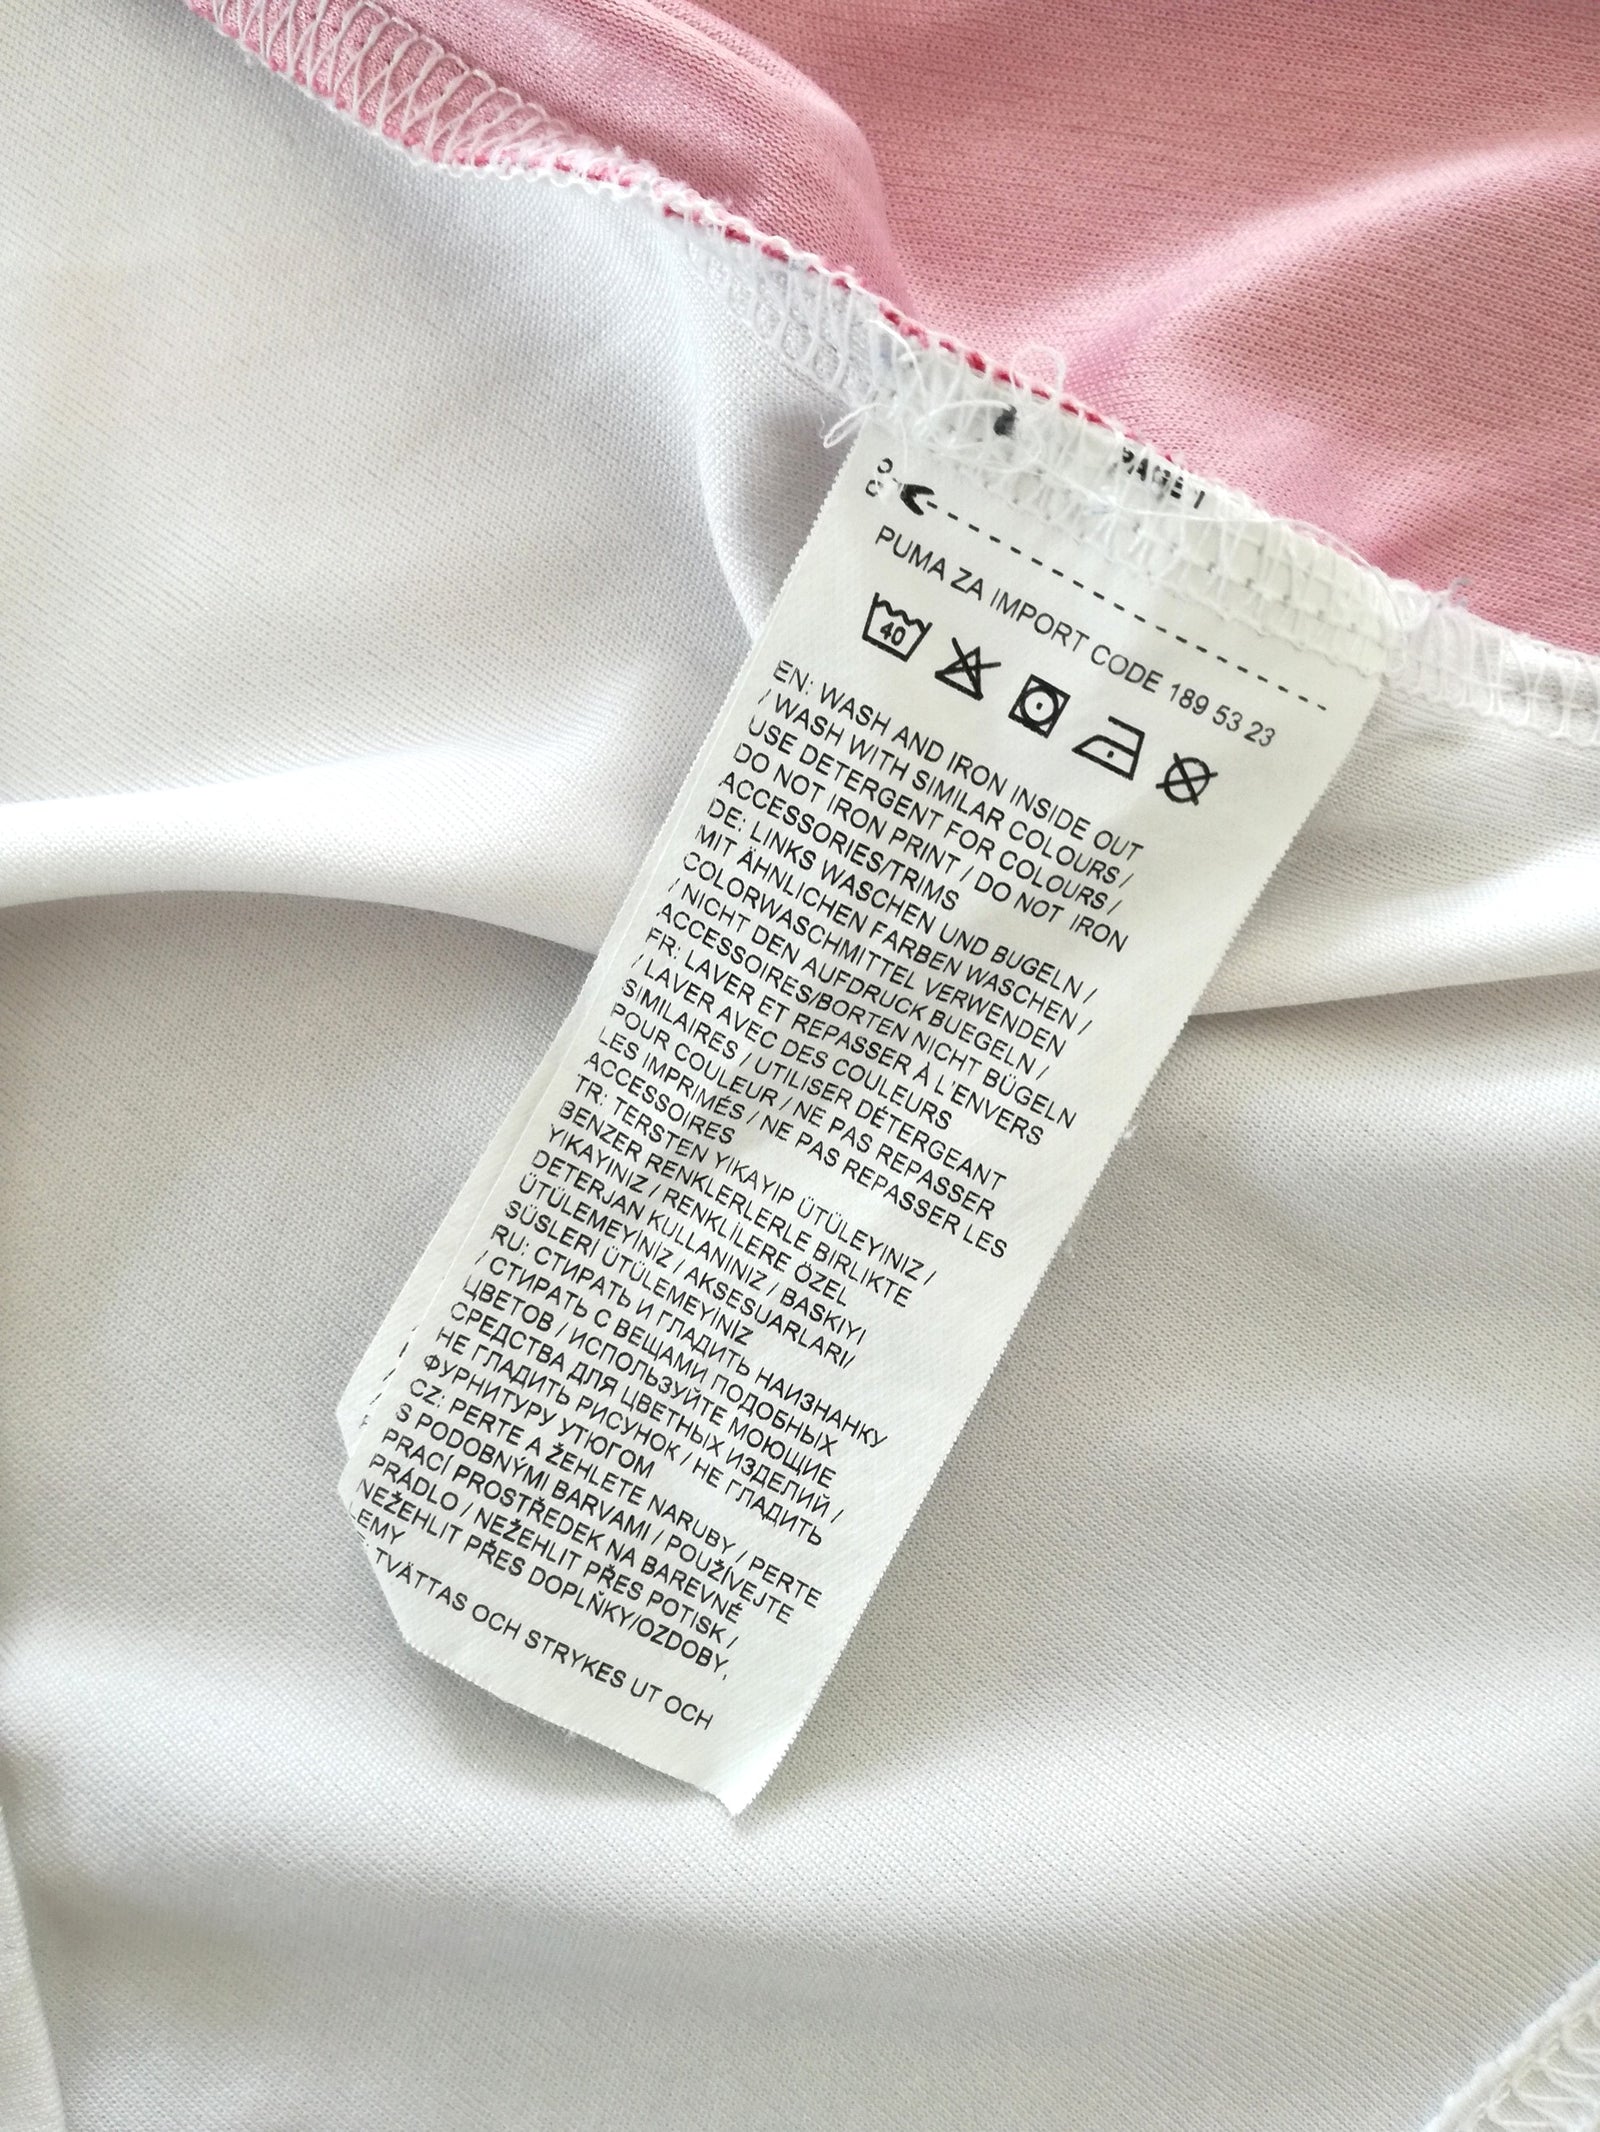 PAGE 1
PUMA ZA IMPORT CODE 189 53 23
40
EN: WASH AND IRON INSIDE OUT
/ WASH WITH SIMILAR COLOURS /
USE DETERGENT FOR COLOURS /
DO NOT IRON PRINT / DO NOT IRON
ACCESSORIES/TRIMS
DE: LINKS WASCHEN UND BUGELN /
MIT ÄHNLICHEN FARBEN WASCHEN /
COLORWASCHMITTEL VERWENDEN
/ NICHT DEN AUFDRUCK BUEGELN /
ACCESSOIRES/BORTEN NICHT BÜGELN
FR: LAVER ET REPASSER À L'ENVERS
/ LAVER AVEC DES COULEURS
SIMILAIRES / UTILISER DÉTERGEANT
POUR COULEUR / NE PAS REPASSER
LES IMPRIMÉS / NE PAS REPASSER LES
ACCESSOIRES
TR: TERSTEN YIKAYIP ÜTÜLEYINIZ /
BENZER RENKLERLERLE BIRLIKTE
YIKAYINIZ / RENKLİLERE ÖZEL
DETERJAN KULLANINIZ / BASKIYI
ÜTÜLEMEYİNİZ / AKSESUARLARI/
SÜSLERİ ÜTÜLEMEYİNİZ
RU: СТИРАТЬ И ГЛАДИТЬ НАИЗНАНКУ
/ СТИРАТЬ С ВЕЩАМИ ПОДОБНЫХ
ЦВЕТОВ / ИСПОЛЬЗУЙТЕ МОЮЩИЕ
СРЕДСТВА ДЛЯ ЦВЕТНЫХ ИЗДЕЛИЙ /
НЕ ГЛАДИТЬ РИСУНОК / НЕ ГЛАДИТЬ
ФУРНИТУРУ УТЮГОМ
CZ: PERTE A ŽEHLETE NARUBY / PERTE
S PODOBNÝMI BARVAMI / POUŽÍVEJTE
PRACÍ PROSTŘEDEK NA BAREVNÉ
PRÁDLO / NEŽEHLIT PŘES POTISK /
NEŽEHLIT PŘES DOPLŇKY/OZDOBY,
LEMY
TVÄTTAS OCH STRYKES UT OCH